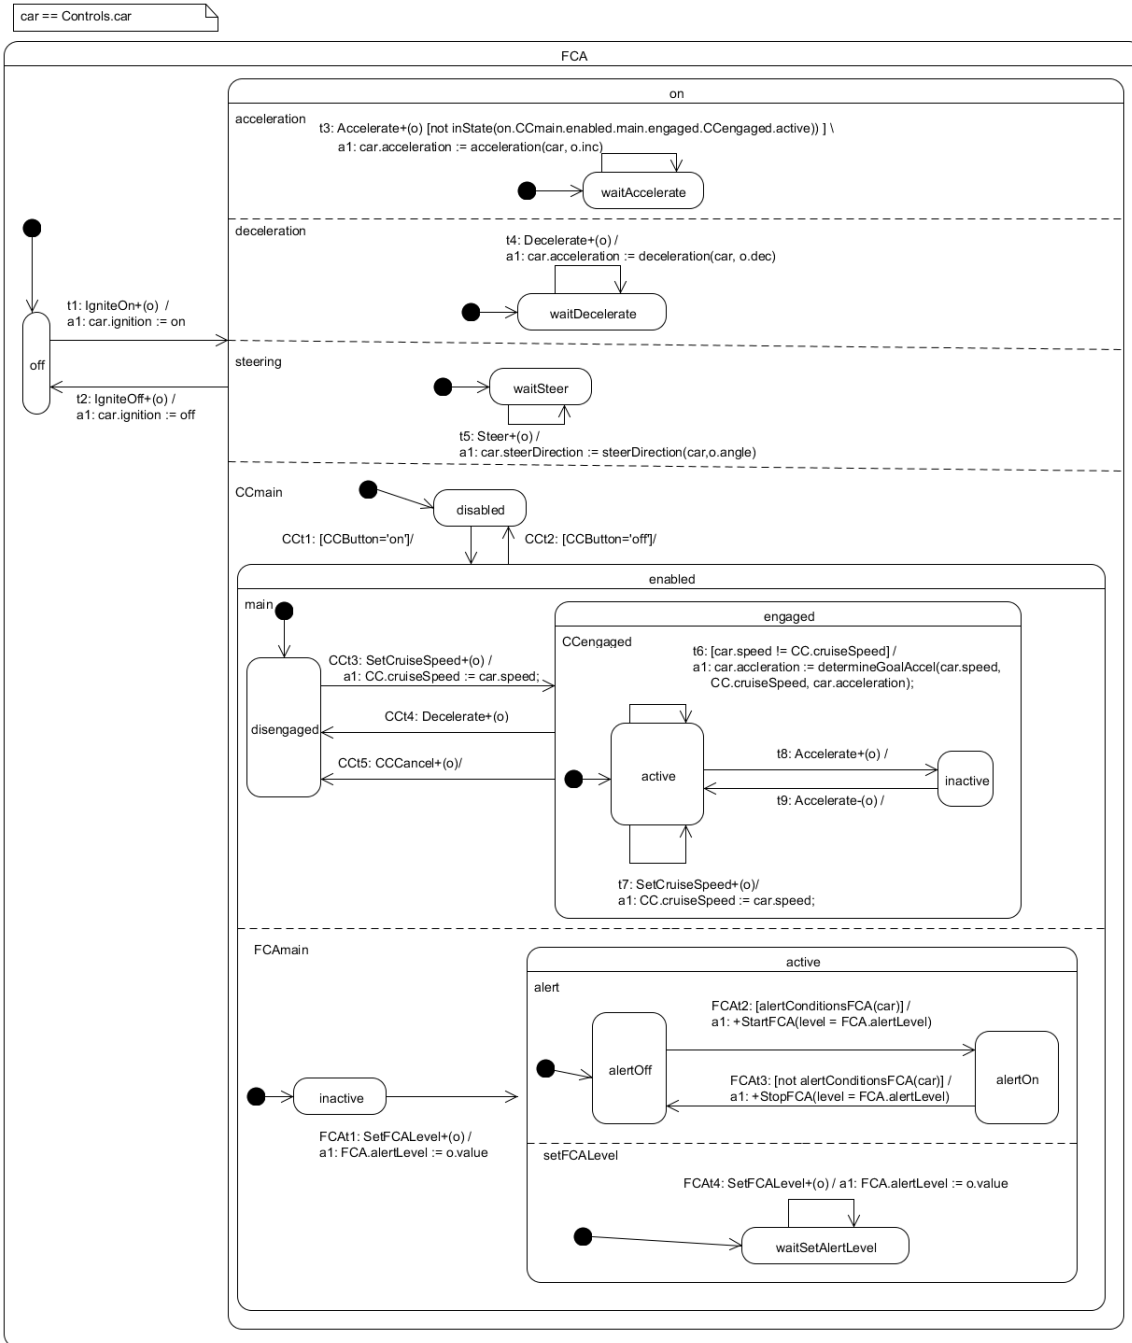 car == Controls.car
FCA
on
acceleration
t3: Accelerate+(o) [not inState(on.CCmain.enabled.main.engaged.CCengaged.active)) ] \
a1: car.acceleration := acceleration(car, o.inc)
waitAccelerate
deceleration
t4: Decelerate+(o) /
a1: car.acceleration := deceleration(car, o.dec)
waitDecelerate
t1: IgniteOn+(o) /
a1: car.ignition := on
off
t2: IgniteOff+(o) /
a1: car.ignition := off
steering
waitSteer
t5: Steer+(o) /
a1: car.steerDirection := steerDirection(car,o.angle)
CCmain
disabled
CCt1: [CCButton='on']/
CCt2: [CCButton='off']/
enabled
main
engaged
CCengaged
t6: [car.speed != CC.cruiseSpeed] /
a1: car.accleration := determineGoalAccel(car.speed,
CC.cruiseSpeed, car.acceleration);
CCt3: SetCruiseSpeed+(o) /
a1: CC.cruiseSpeed := car.speed;
CCt4: Decelerate+(o)
disengaged
CCt5: CCCancel+(o)/
active
t8: Accelerate+(o) /
inactive
t9: Accelerate-(o) /
t7: SetCruiseSpeed+(o)/
a1: CC.cruiseSpeed := car.speed;
FCAmain
active
alert
FCAt2: [alertConditionsFCA(car)] /
a1: +StartFCA(level = FCA.alertLevel)
alertOff
FCAt3: [not alertConditionsFCA(car)] /
a1: +StopFCA(level = FCA.alertLevel)
alertOn
inactive
FCAt1: SetFCALevel+(o) /
a1: FCA.alertLevel := o.value
setFCALevel
FCAt4: SetFCALevel+(o) / a1: FCA.alertLevel := o.value
waitSetAlertLevel